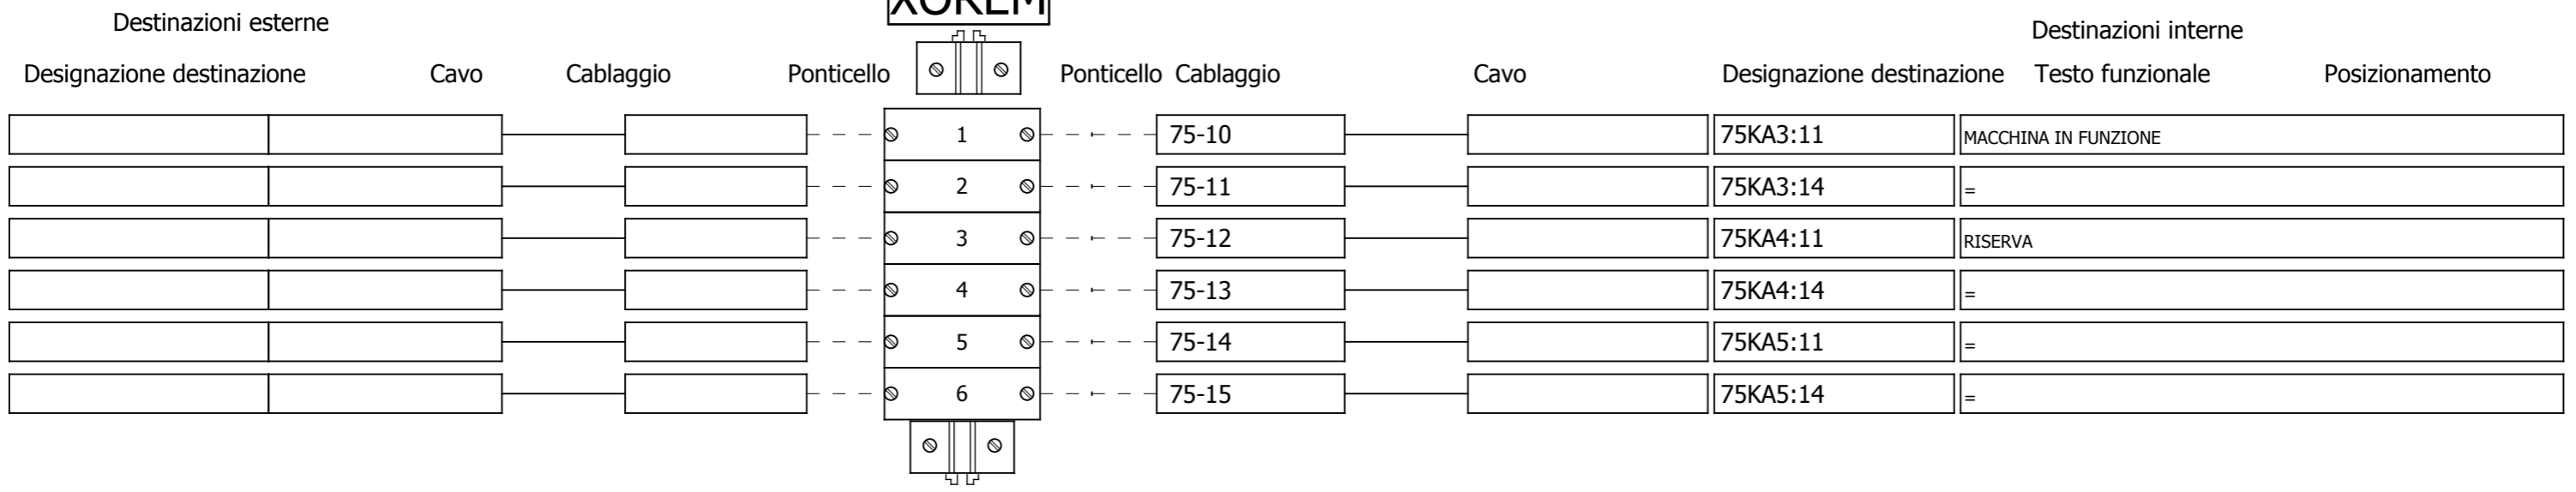 XOREM
Destinazioni esterne
Destinazioni interne
Designazione destinazione Cavo Cablaggio Ponticello Ponticello Cablaggio Cavo Designazione destinazione Testo funzionale Posizionamento
1 75-10 75KA3:11 MACCHINA IN FUNZIONE
2 75-11 75KA3:14 =
3 75-12 75KA4:11 RISERVA
4 75-13 75KA4:14 =
5 75-14 75KA5:11 =
6 75-15 75KA5:14 =